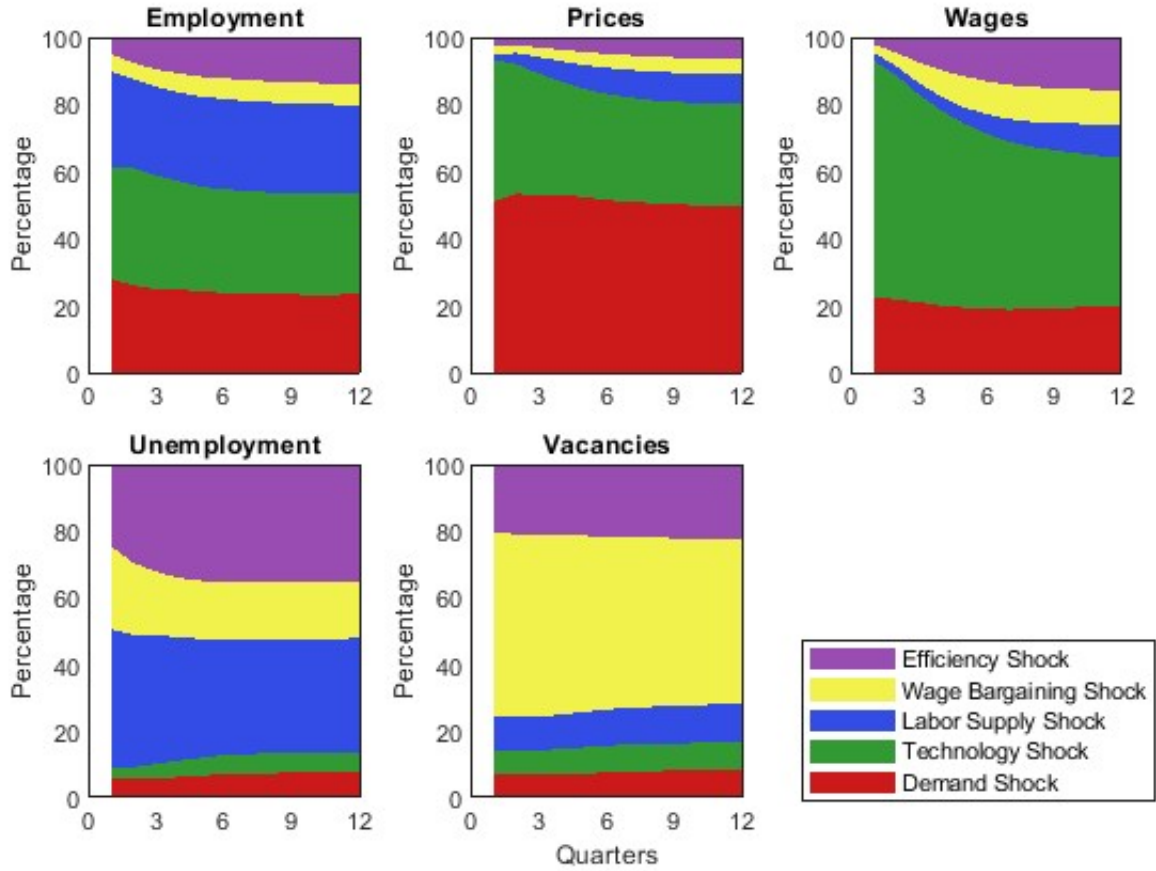 Employment
Prices
Wages
Percentage
100
80
60
40
20
0
0 3 6 9 12
Percentage
100
80
60
40
20
0
0 3 6 9 12
Percentage
100
80
60
40
20
0
0 3 6 9 12
Unemployment
Vacancies
Percentage
100
80
60
40
20
0
0 3 6 9 12
Percentage
100
80
60
40
20
0
0 3 6 9 12
Quarters
Efficiency Shock
Wage Bargaining Shock
Labor Supply Shock
Technology Shock
Demand Shock